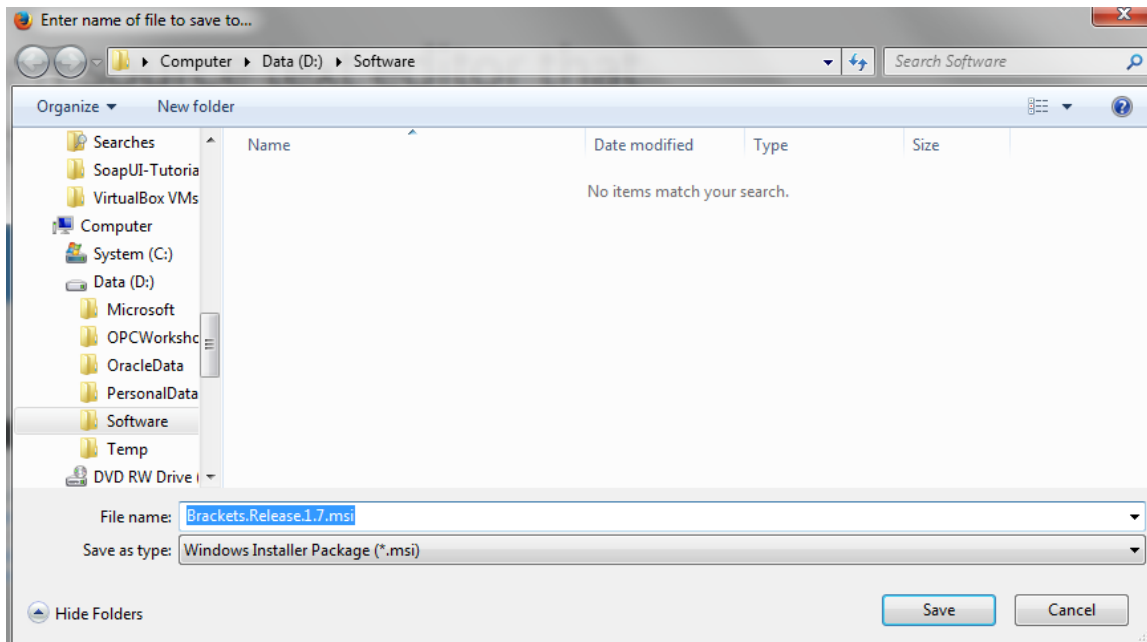 Enter name of file to save to...
Computer Data (D:) Software
Search Software
Organize New folder
Name Date modified Type Size
No items match your search.
Searches
SoapUI-Tutoria
VirtualBox VMs
Computer
System (C:)
Data (D:)
Microsoft
OPCWorkshc
OracleData
PersonalData
Software
Temp
DVD RW Drive (
File name: Brackets.Release.1.7.msi
Save as type: Windows Installer Package (*.msi)
Hide Folders
Save Cancel